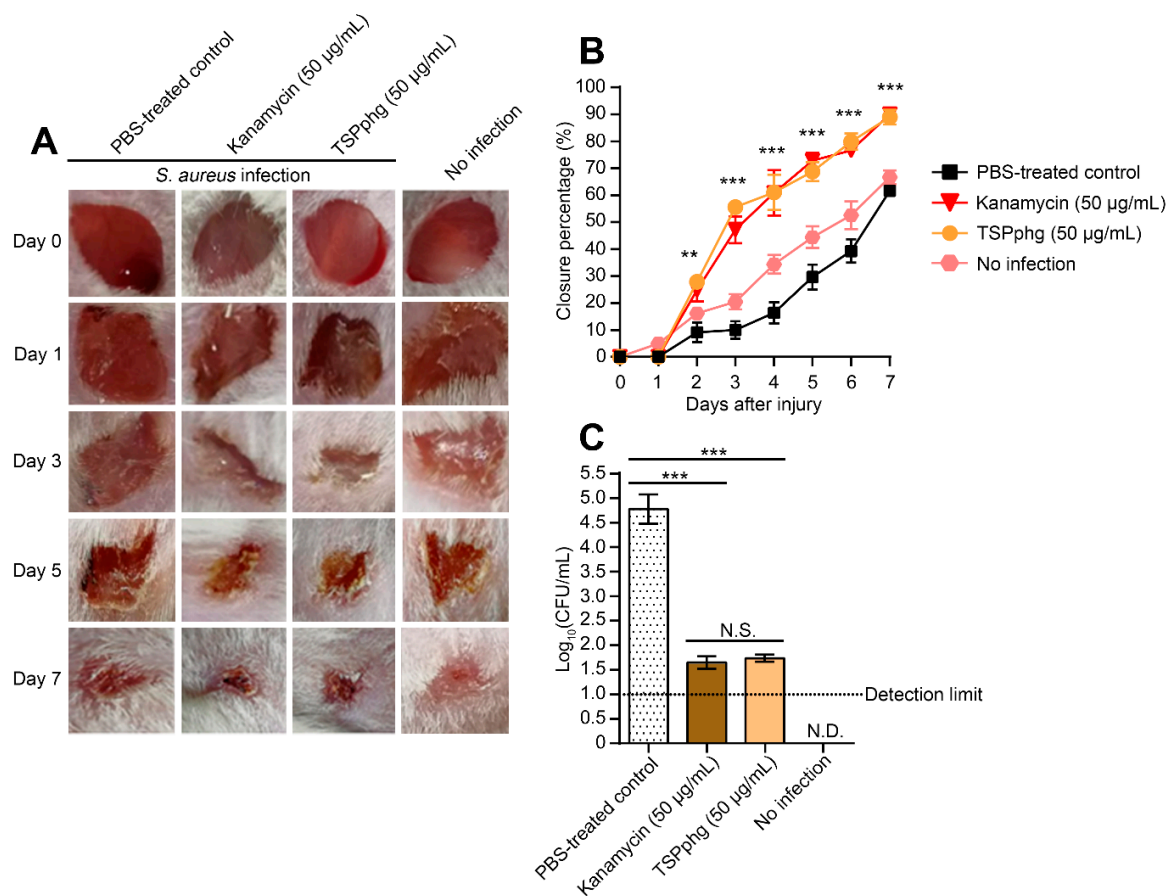 A
PBS-treated control
Kanamycin (50 µg/mL)
TSPphg (50 µg/mL)
No infection
S. aureus infection
Day 0
Day 1
Day 3
Day 5
Day 7
B
Closure percentage (%)
100
90
80
70
60
50
40
30
20
10
0
**
***
***
***
***
***
0 1 2 3 4 5 6 7
Days after injury
PBS-treated control
Kanamycin (50 µg/mL)
TSPphg (50 µg/mL)
No infection
C
Log10(CFU/mL)
5.5
5.0
4.5
4.0
3.5
3.0
2.5
2.0
1.5
1.0
0.5
0
***
***
N.S.
Detection limit
N.D.
PBS-treated control
Kanamycin (50 µg/mL)
TSPphg (50 µg/mL)
No infection